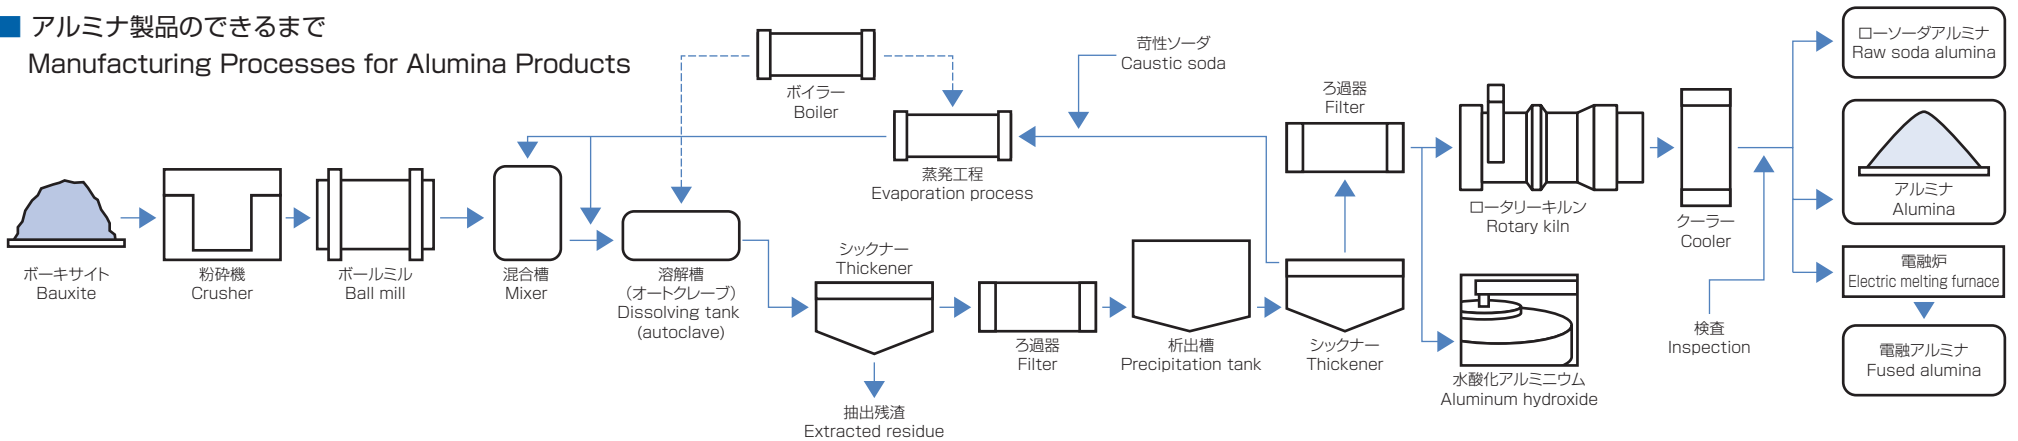 アルミナ製品のできるまで
Manufacturing Processes for Alumina Products
ボーキサイト
Bauxite
粉砕機
Crusher
ボールミル
Ball mill
混合槽
Mixer
溶解槽
（オートクレーブ）
Dissolving tank
(autoclave)
ボイラー
Boiler
蒸発工程
Evaporation process
苛性ソーダ
Caustic soda
シックナー
Thickener
抽出残渣
Extracted residue
ろ過器
Filter
析出槽
Precipitation tank
シックナー
Thickener
ろ過器
Filter
水酸化アルミニウム
Aluminum hydroxide
ロータリーキルン
Rotary kiln
クーラー
Cooler
検査
Inspection
ローソーダアルミナ
Raw soda alumina
アルミナ
Alumina
電融炉
Electric melting furnace
電融アルミナ
Fused alumina